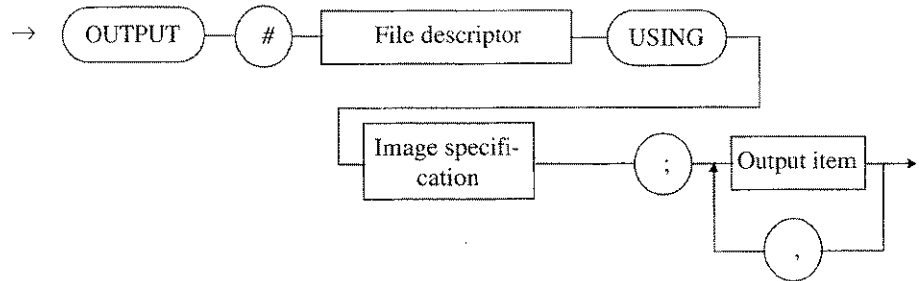 → OUTPUT # File descriptor USING
Image specifi-
cation
; Output item
,